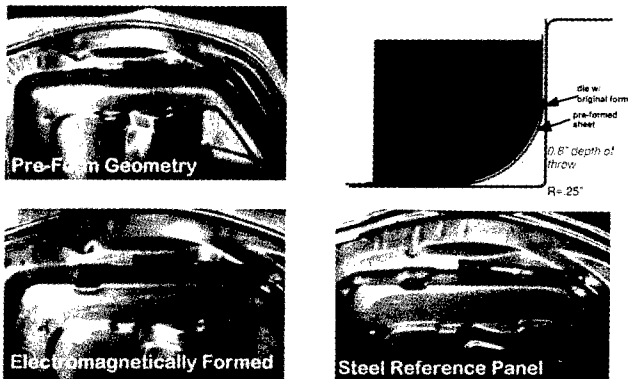 Pre-Form Geometry
die w/
original form
pre-formed
sheet
0.8" depth of
throw
R=.25"
Electromagnetically Formed
Steel Reference Panel